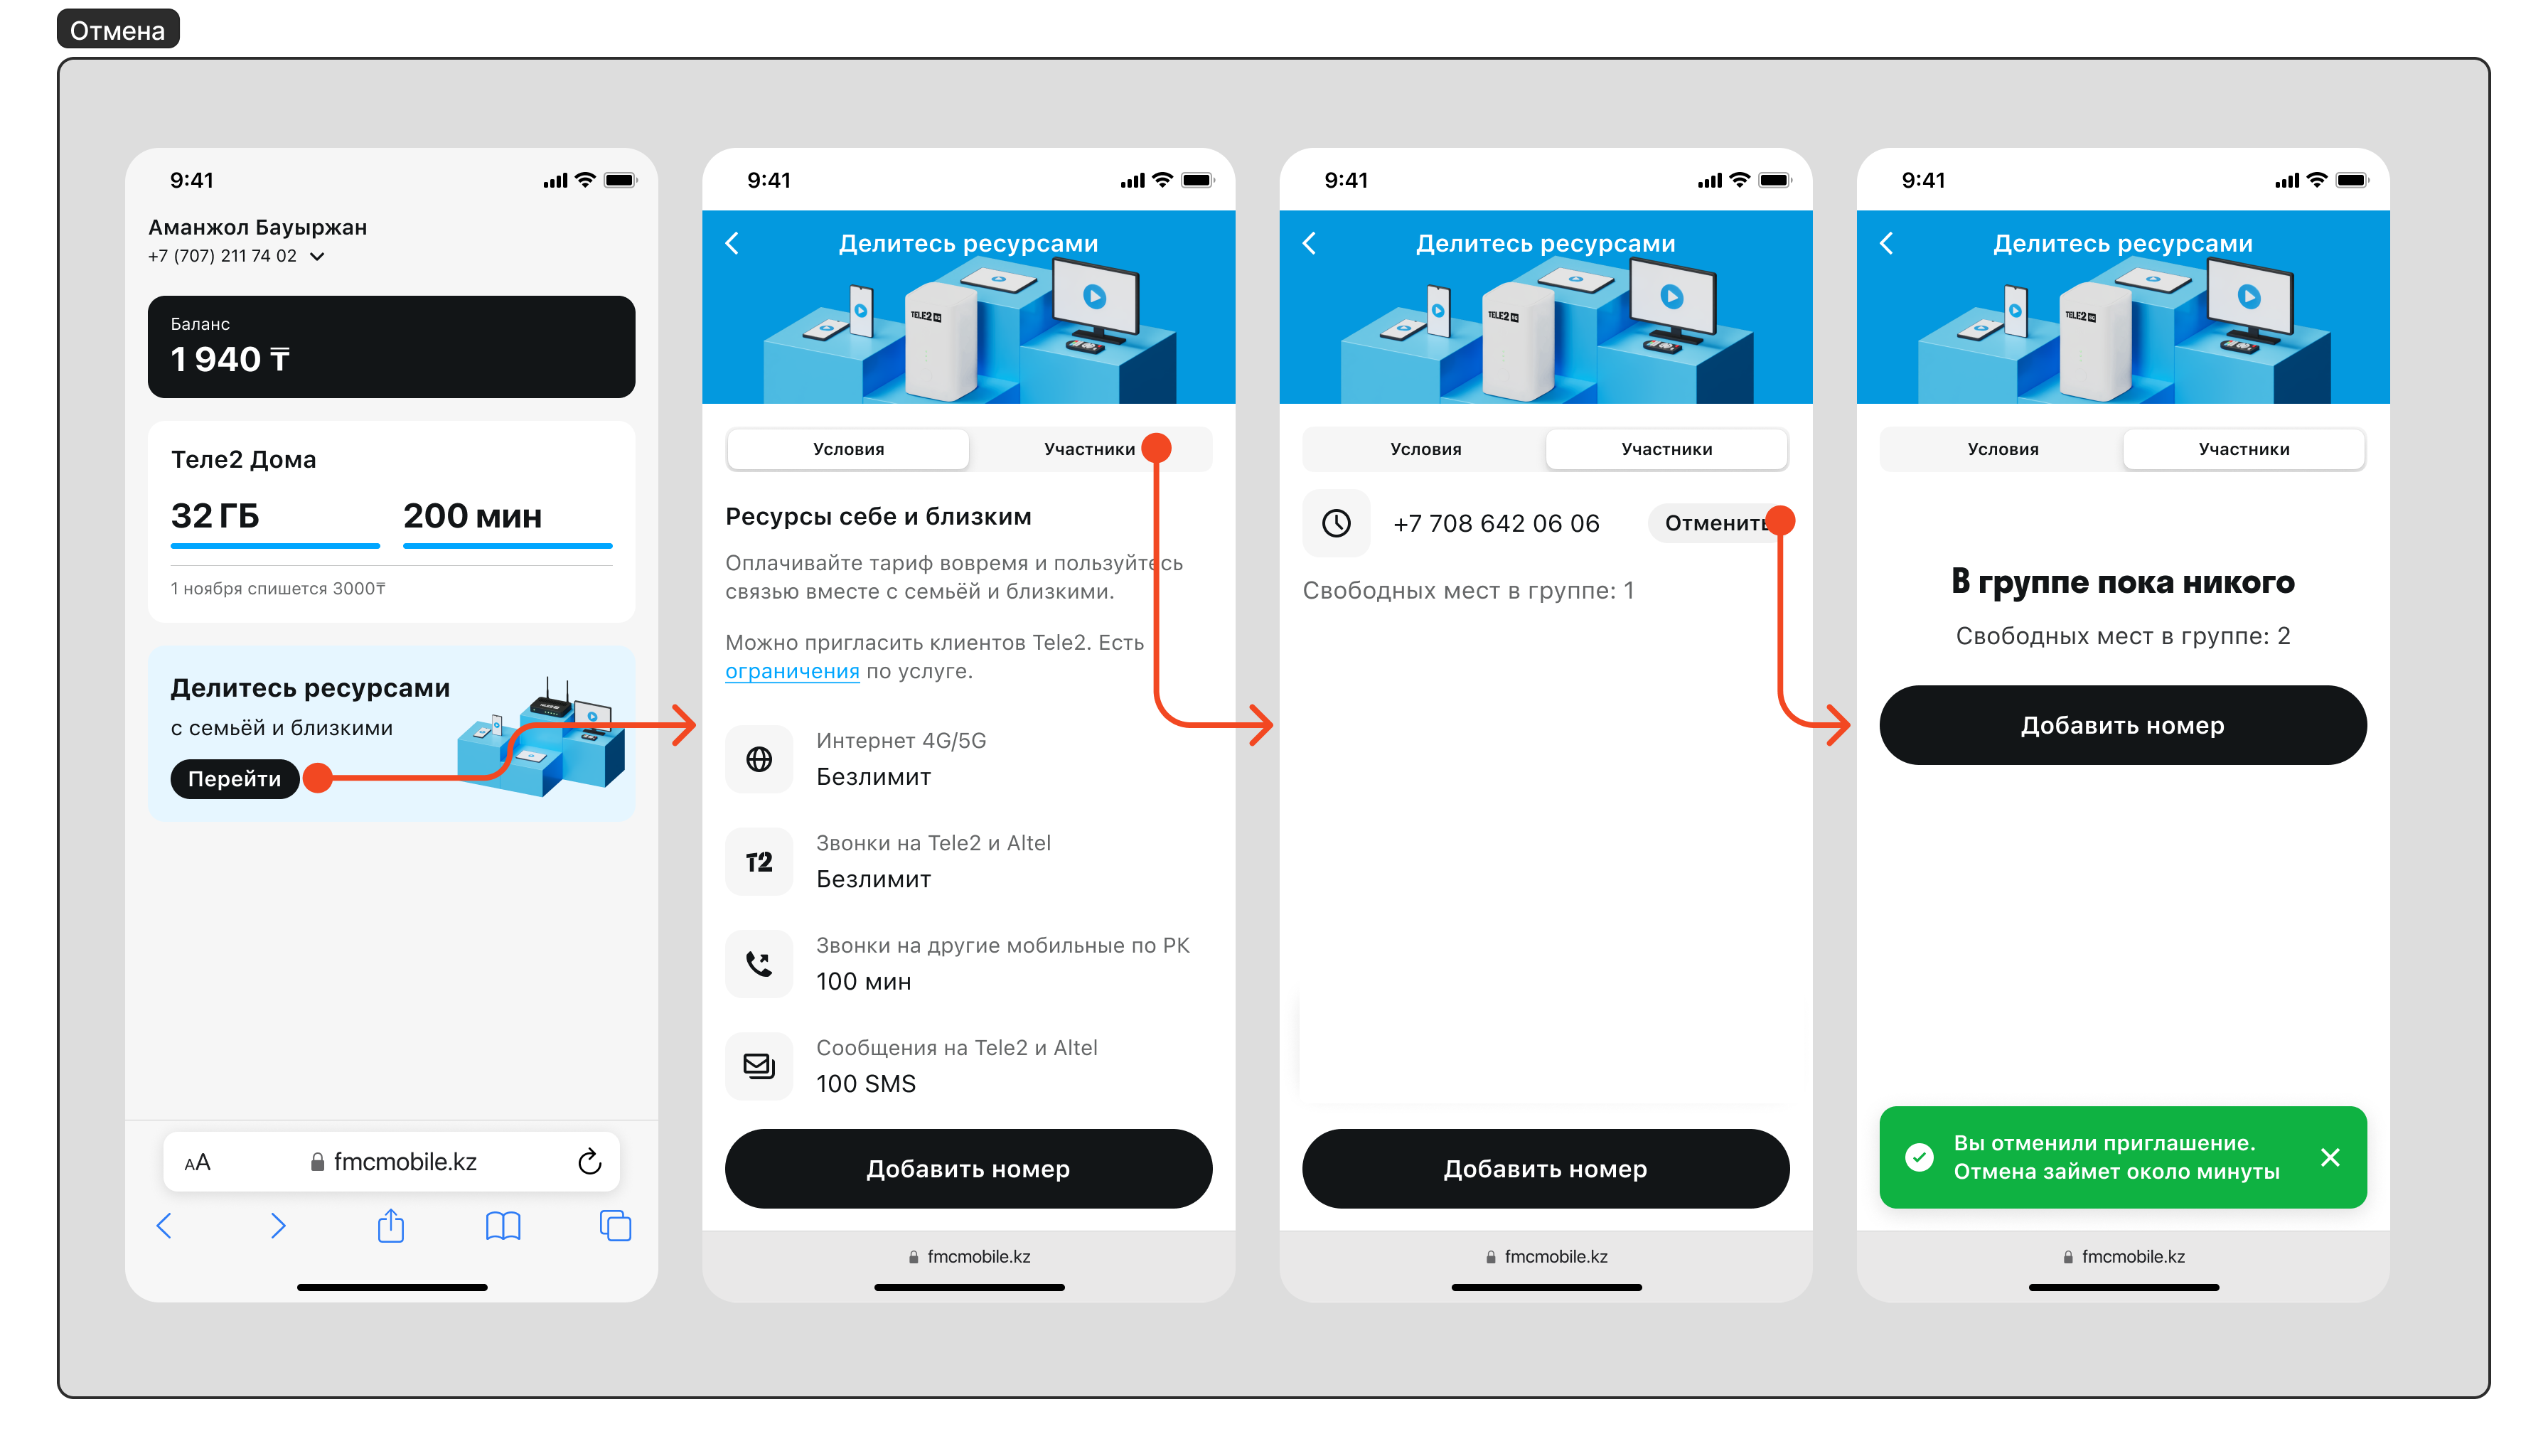 Отмена
9:41
Аманжол Бауыржан
+7 (707) 211 74 02
Баланс
1 940 ₸
Теле2 Дома
32 ГБ
200 мин
1 ноября спишется 3000₸
Делитесь ресурсами
с семьёй и близкими
Перейти
AA
fmcmobile.kz
9:41
Делитесь ресурсами
TELE2 5G
Условия
Участники
Ресурсы себе и близким
Оплачивайте тариф вовремя и пользуйтесь
связью вместе с семьёй и близкими.
Можно пригласить клиентов Tele2. Есть
ограничения по услуге.
Интернет 4G/5G
Безлимит
T2
Звонки на Tele2 и Altel
Безлимит
Звонки на другие мобильные по РК
100 мин
Сообщения на Tele2 и Altel
100 SMS
Добавить номер
fmcmobile.kz
9:41
Делитесь ресурсами
TELE2 5G
Условия
Участники
+7 708 642 06 06
Отменить
Свободных мест в группе: 1
Добавить номер
fmcmobile.kz
9:41
Делитесь ресурсами
TELE2 5G
Условия
Участники
В группе пока никого
Свободных мест в группе: 2
Добавить номер
Вы отменили приглашение.
Отмена займет около минуты
fmcmobile.kz